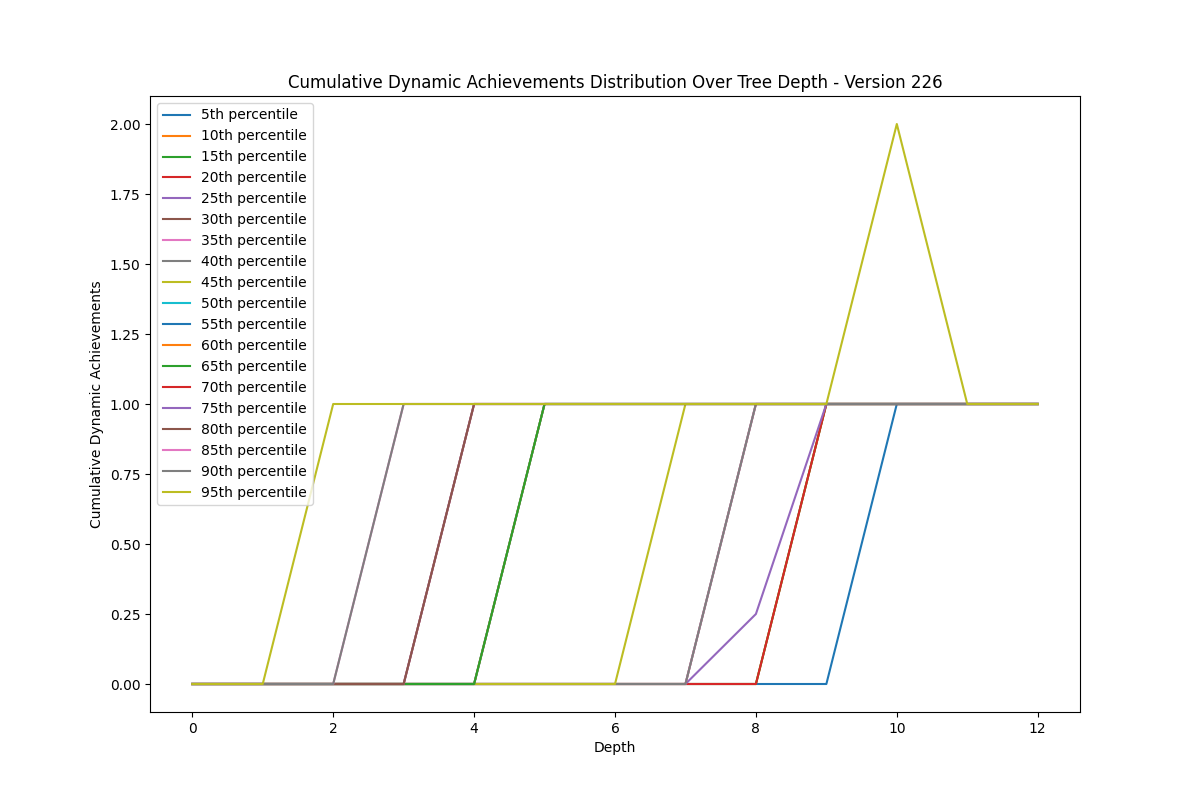 Cumulative Dynamic Achievements Distribution Over Tree Depth - Version 226
5th percentile
10th percentile
15th percentile
20th percentile
25th percentile
30th percentile
35th percentile
40th percentile
45th percentile
50th percentile
55th percentile
60th percentile
65th percentile
70th percentile
75th percentile
80th percentile
85th percentile
90th percentile
95th percentile
Cumulative Dynamic Achievements
2.00
1.75
1.50
1.25
1.00
0.75
0.50
0.25
0.00
0 2 4 6 8 10 12
Depth